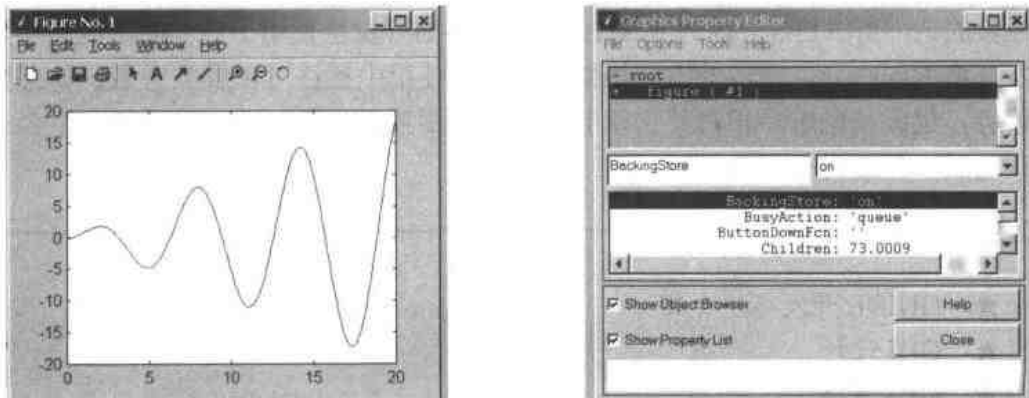 Figure No. 1
File Edit Tools Window Help
20
15
10
5
0
-5
-10
-15
-20
0 5 10 15 20
Graphics Property Editor
File Options Tools Help
- root
+ figure ( #1 )
BackingStore
on
BackingStore: 'on'
BusyAction: 'queue'
ButtonDownFcn: ''
Children: 73.0009
Show Object Browser
Help
Show Property List
Close